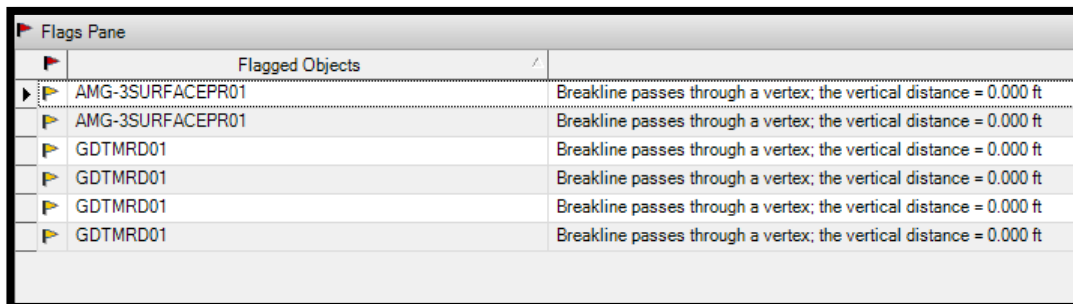 Flags Pane
Flagged Objects
AMG-3SURFACEPR01 Breakline passes through a vertex; the vertical distance = 0.000 ft
AMG-3SURFACEPR01 Breakline passes through a vertex; the vertical distance = 0.000 ft
GDTMRD01 Breakline passes through a vertex; the vertical distance = 0.000 ft
GDTMRD01 Breakline passes through a vertex; the vertical distance = 0.000 ft
GDTMRD01 Breakline passes through a vertex; the vertical distance = 0.000 ft
GDTMRD01 Breakline passes through a vertex; the vertical distance = 0.000 ft